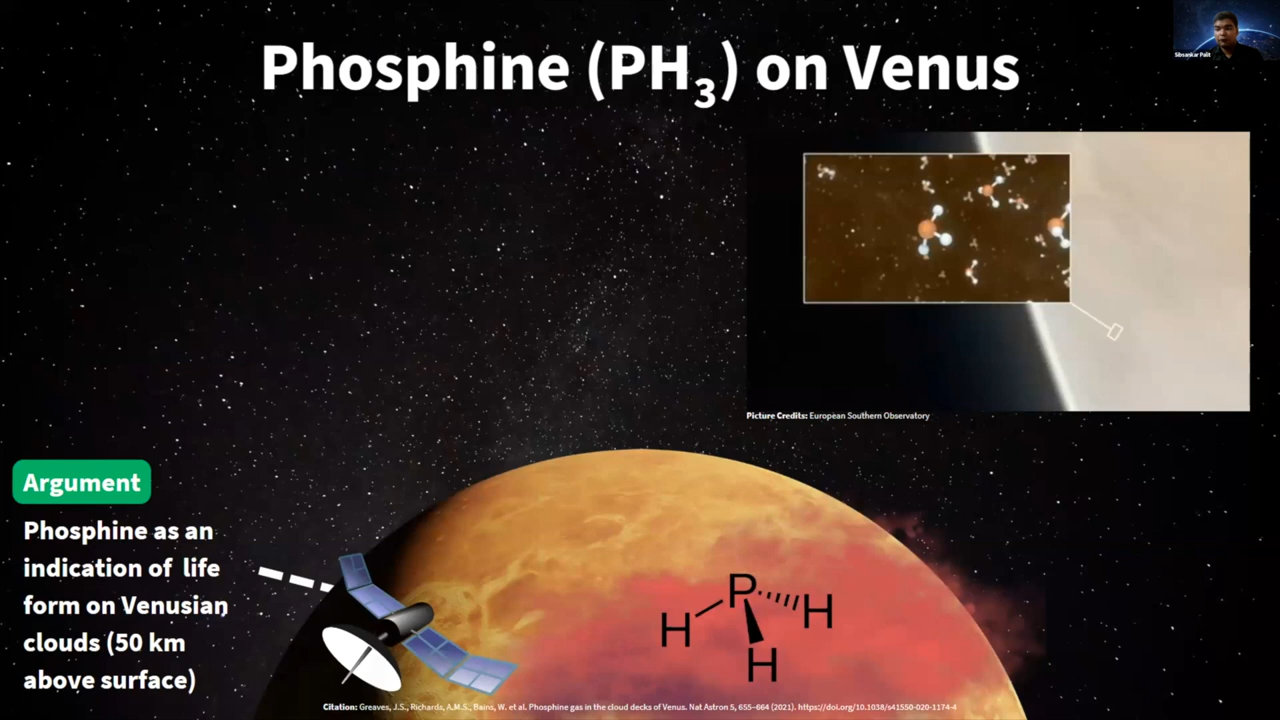 Phosphine (PH₃) on Venus
Sibsankar Palit
Picture Credits: European Southern Observatory
Argument
Phosphine as an
indication of life
form on Venusian
clouds (50 km
above surface)
P
H
H
H
Citation: Greaves, J.S., Richards, A.M.S., Bains, W. et al. Phosphine gas in the cloud decks of Venus. Nat Astron 5, 655–664 (2021). https://doi.org/10.1038/s41550-020-1174-4